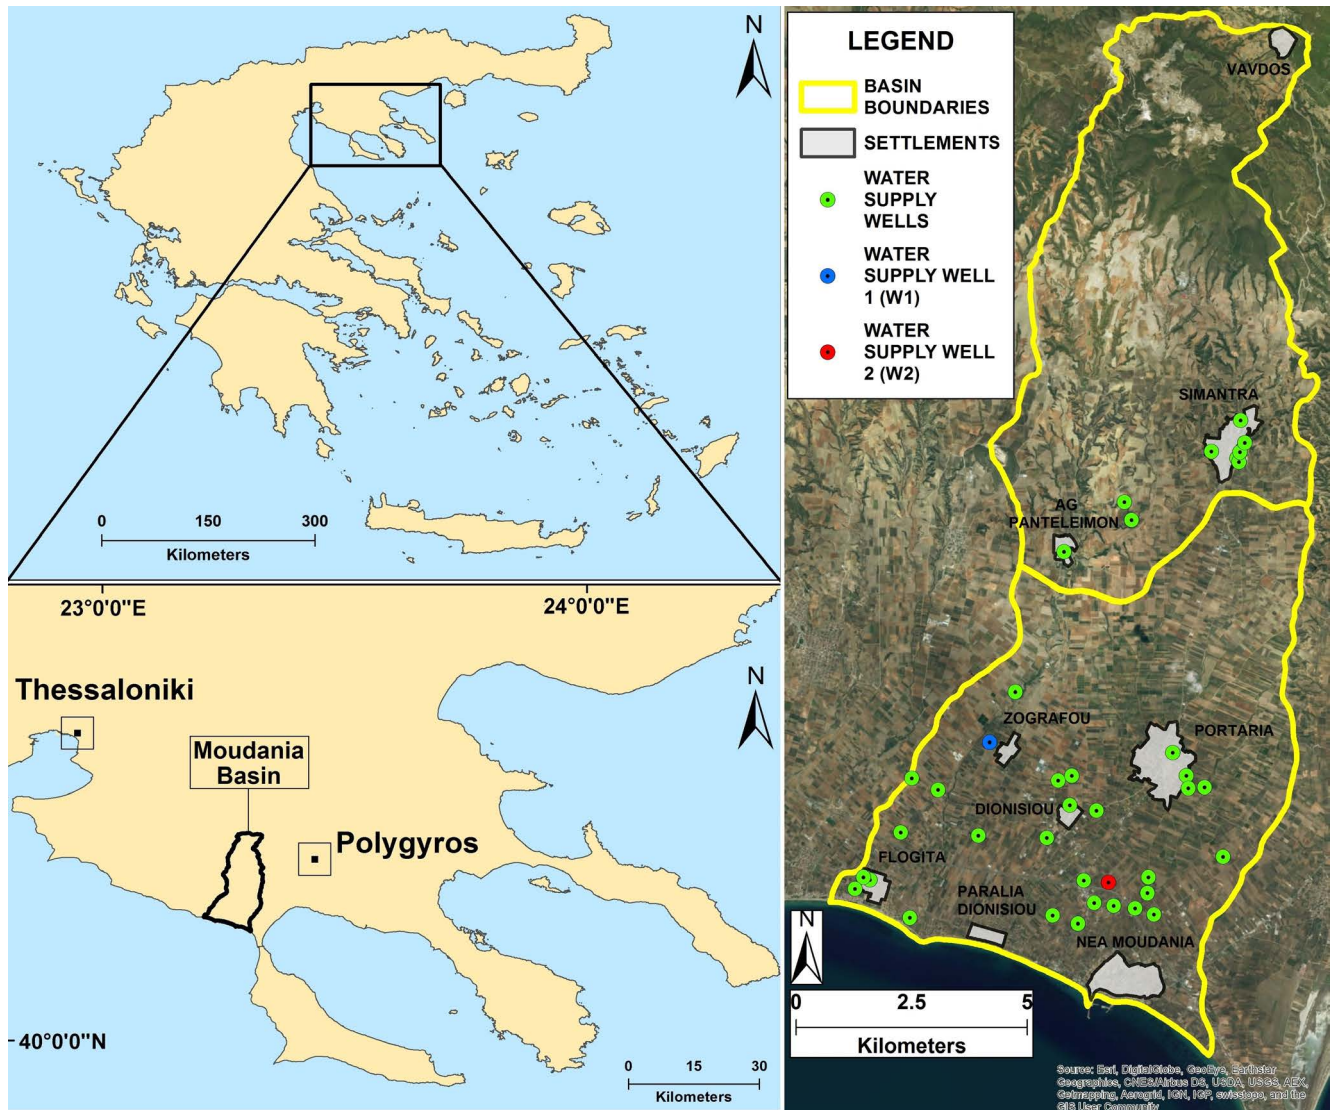 N
0 150 300
Kilometers
23°0'0"E
24°0'0"E
Thessaloniki
N
Moudania
Basin
Polygyros
40°0'0"N
0 15 30
Kilometers
LEGEND
BASIN
BOUNDARIES
SETTLEMENTS
WATER
SUPPLY
WELLS
WATER
SUPPLY WELL
1 (W1)
WATER
SUPPLY WELL
2 (W2)
VAVDOS
SIMANTRA
AG
PANTELEIMON
ZOGRAFOU
PORTARIA
DIONISIOU
FLOGITA
PARALIA
DIONISIOU
NEA MOUDANIA
N
0 2.5 5
Kilometers
Source: Esri, DigitalGlobe, GeoEye, Earthstar
Geographics, CNES/Airbus DS, USDA, USGS, AEX,
Getmapping, Aerogrid, IGN, IGP, swisstopo, and the
GIS User Community